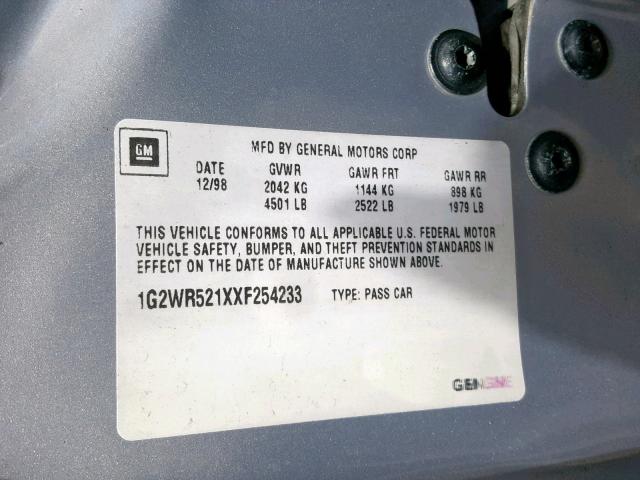 GM
MFD BY GENERAL MOTORS CORP
DATE GVWR GAWR FRT GAWR RR
12/98 2042 KG 1144 KG 898 KG
4501 LB 2522 LB 1979 LB
THIS VEHICLE CONFORMS TO ALL APPLICABLE U.S. FEDERAL MOTOR
VEHICLE SAFETY, BUMPER, AND THEFT PREVENTION STANDARDS IN
EFFECT ON THE DATE OF MANUFACTURE SHOWN ABOVE.
1G2WR521XXF254233 TYPE: PASS CAR